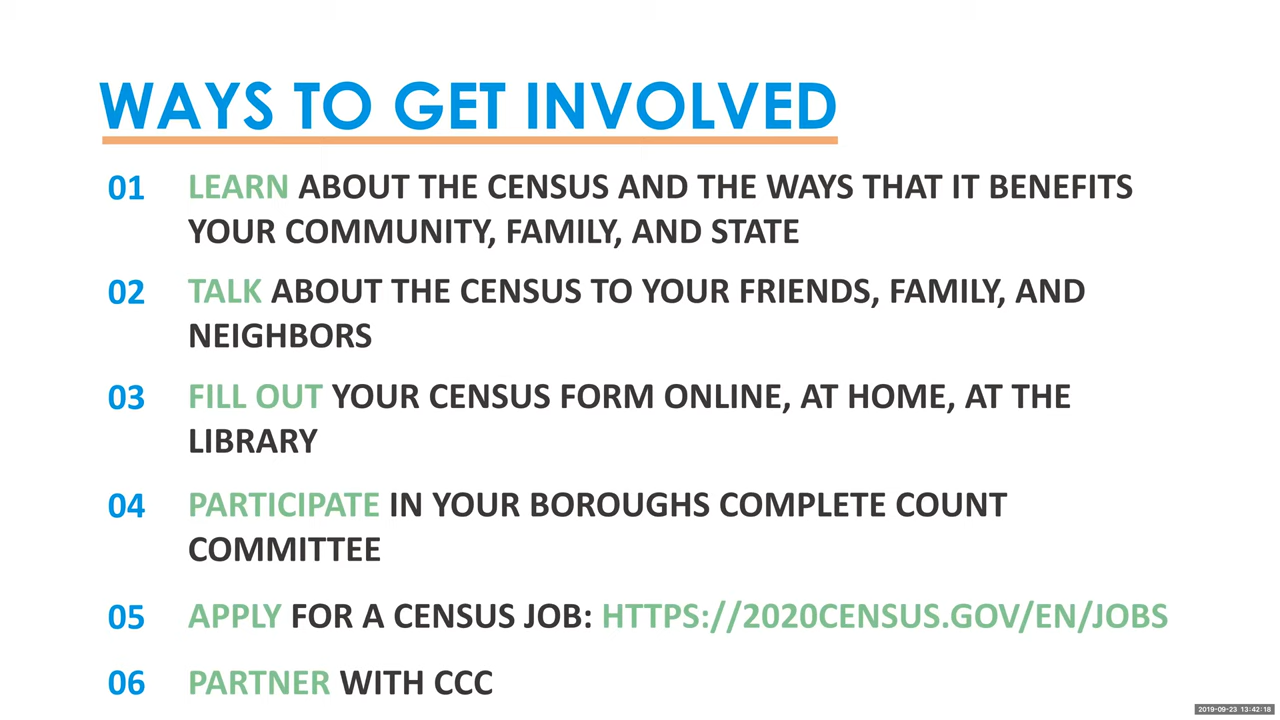 WAYS TO GET INVOLVED
01 LEARN ABOUT THE CENSUS AND THE WAYS THAT IT BENEFITS
YOUR COMMUNITY, FAMILY, AND STATE
02 TALK ABOUT THE CENSUS TO YOUR FRIENDS, FAMILY, AND
NEIGHBORS
03 FILL OUT YOUR CENSUS FORM ONLINE, AT HOME, AT THE
LIBRARY
04 PARTICIPATE IN YOUR BOROUGHS COMPLETE COUNT
COMMITTEE
05 APPLY FOR A CENSUS JOB: HTTPS://2020CENSUS.GOV/EN/JOBS
06 PARTNER WITH CCC
2019-09-23 13:42:18